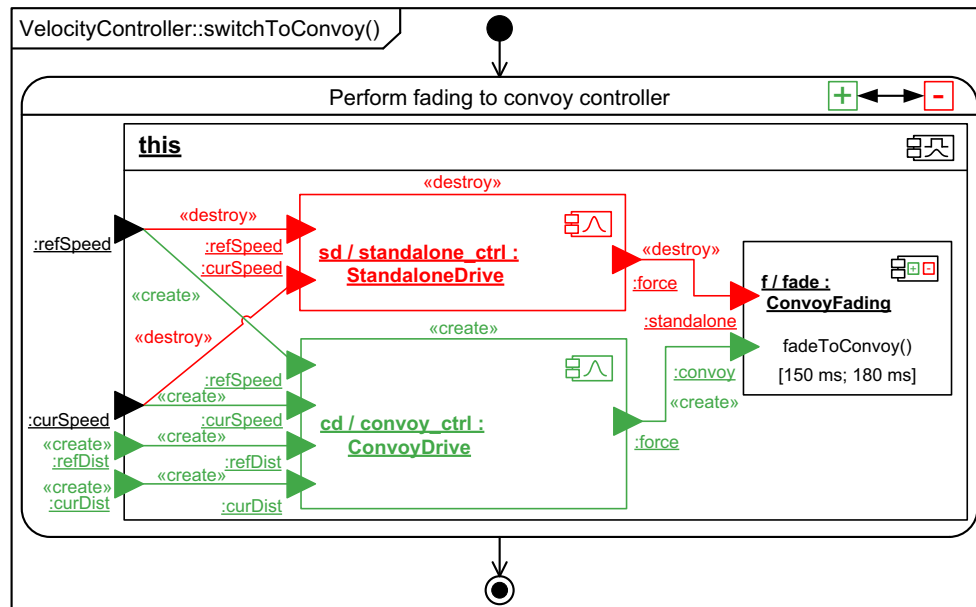 VelocityController::switchToConvoy()
Perform fading to convoy controller
+
-
this
«destroy»
«destroy»
:refSpeed
:refSpeed
:curSpeed
sd / standalone_ctrl :
StandaloneDrive
«destroy»
:force
f / fade :
ConvoyFading
«create»
:standalone
«destroy»
«create»
fadeToConvoy()
[150 ms; 180 ms]
:convoy
:refSpeed
«create»
«create»
:curSpeed
:curSpeed
cd / convoy_ctrl :
ConvoyDrive
:force
«create»
«create»
:refDist
:refDist
«create»
«create»
:curDist
:curDist